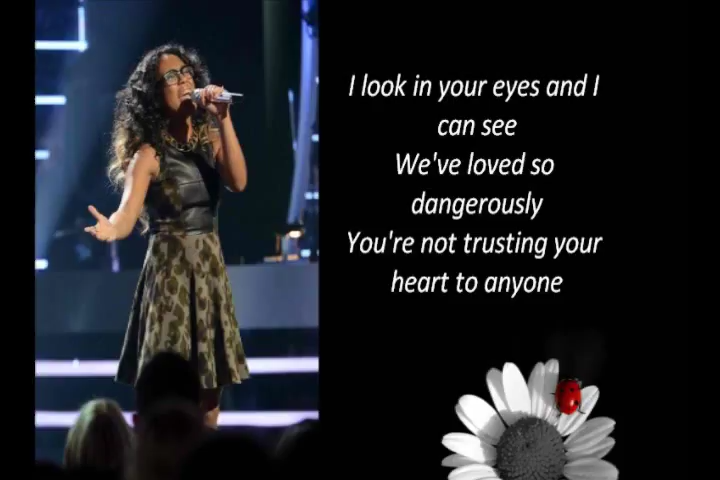 I look in your eyes and I
can see
We've loved so
dangerously
You're not trusting your
heart to anyone